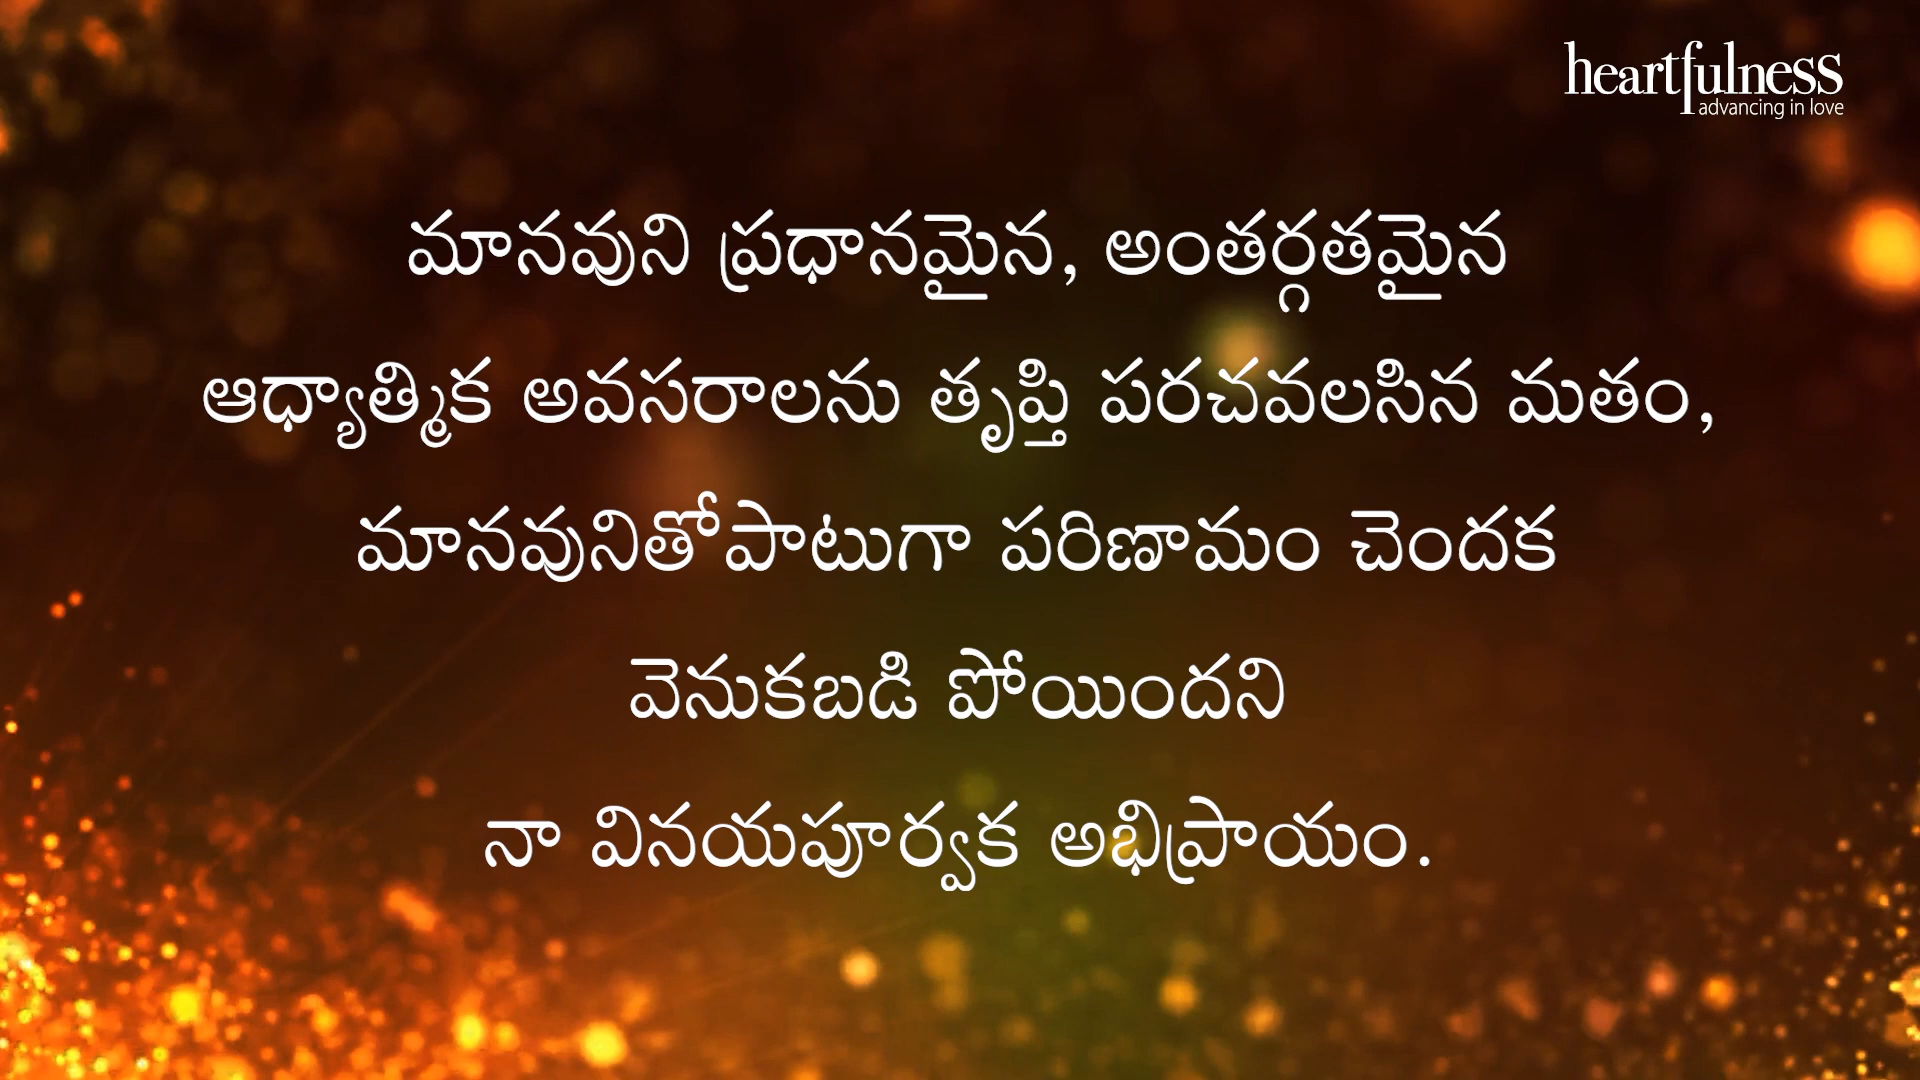 heartfulness
advancing in love
మానవుని ప్రధానమైన, అంతర్గతమైన
ఆధ్యాత్మిక అవసరాలను తృప్తి పరచవలసిన మతం,
మానవునితోపాటుగా పరిణామం చెందక
వెనుకబడి పోయిందని
నా వినయపూర్వక అభిప్రాయం.